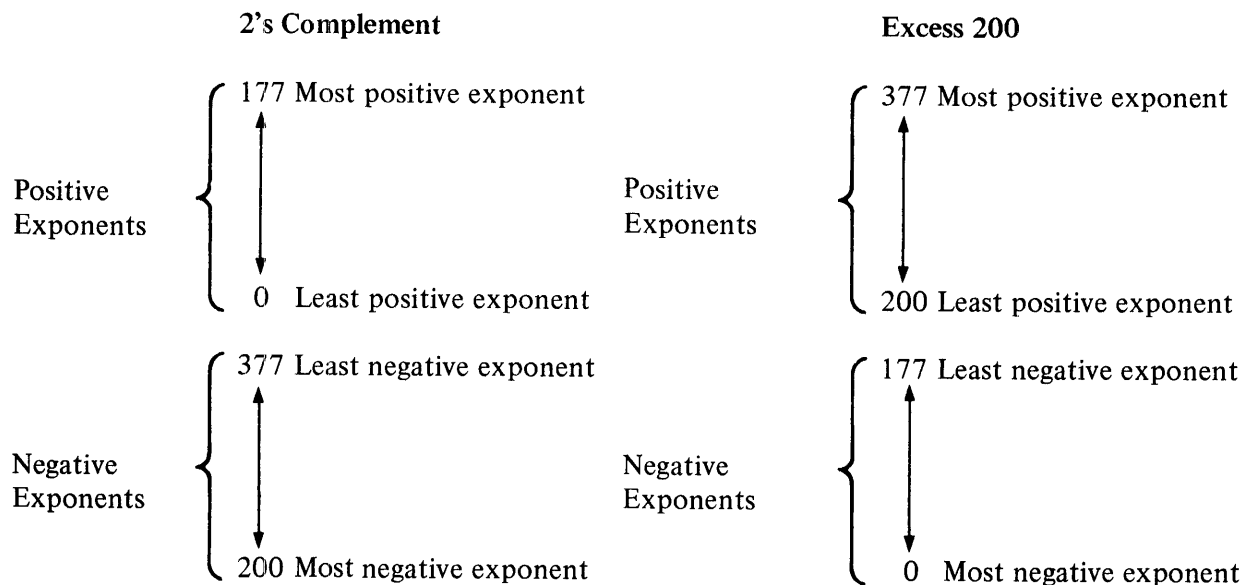 2's Complement
Excess 200
177 Most positive exponent
Positive
Exponents
0 Least positive exponent
377 Least negative exponent
Negative
Exponents
200 Most negative exponent
377 Most positive exponent
Positive
Exponents
200 Least positive exponent
177 Least negative exponent
Negative
Exponents
0 Most negative exponent